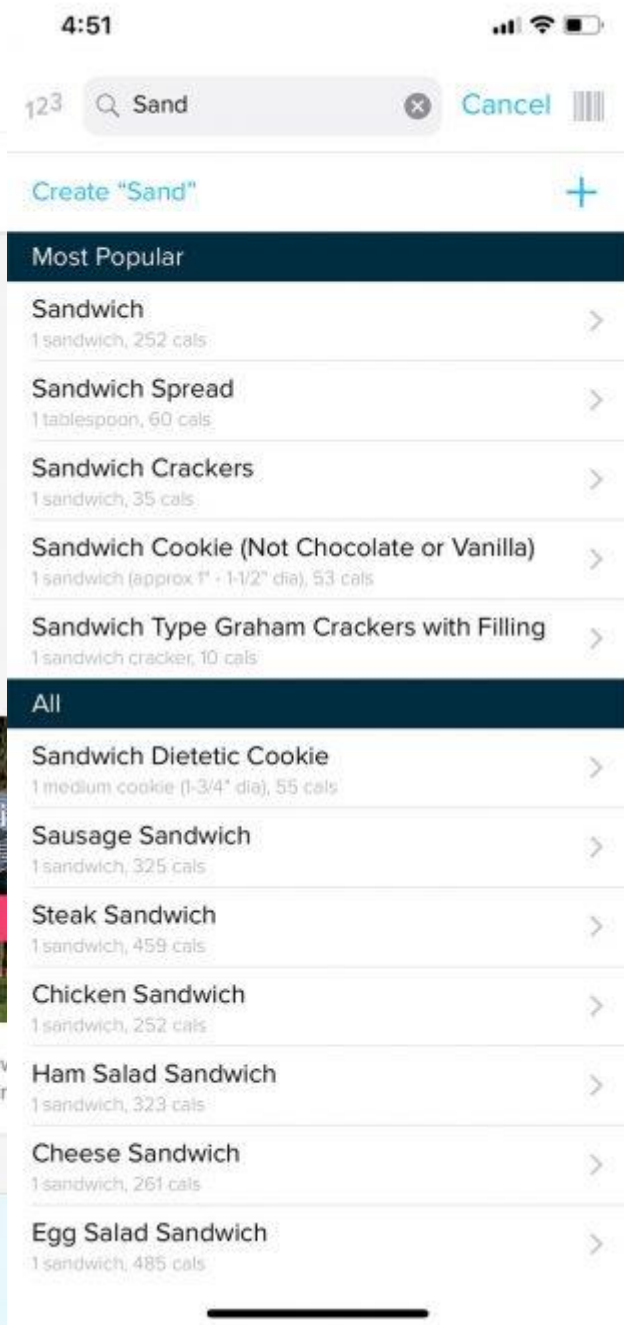 4:51
123 Sand Cancel
Create “Sand” +
Most Popular
Sandwich
1 sandwich, 252 cals
Sandwich Spread
1 tablespoon, 60 cals
Sandwich Crackers
1 sandwich, 35 cals
Sandwich Cookie (Not Chocolate or Vanilla)
1 sandwich (approx 1" - 1-1/2" dia), 53 cals
Sandwich Type Graham Crackers with Filling
1 sandwich cracker, 10 cals
All
Sandwich Dietetic Cookie
1 medium cookie (1-3/4" dia), 55 cals
Sausage Sandwich
1 sandwich, 325 cals
Steak Sandwich
1 sandwich, 459 cals
Chicken Sandwich
1 sandwich, 252 cals
Ham Salad Sandwich
1 sandwich, 323 cals
Cheese Sandwich
1 sandwich, 261 cals
Egg Salad Sandwich
1 sandwich, 485 cals